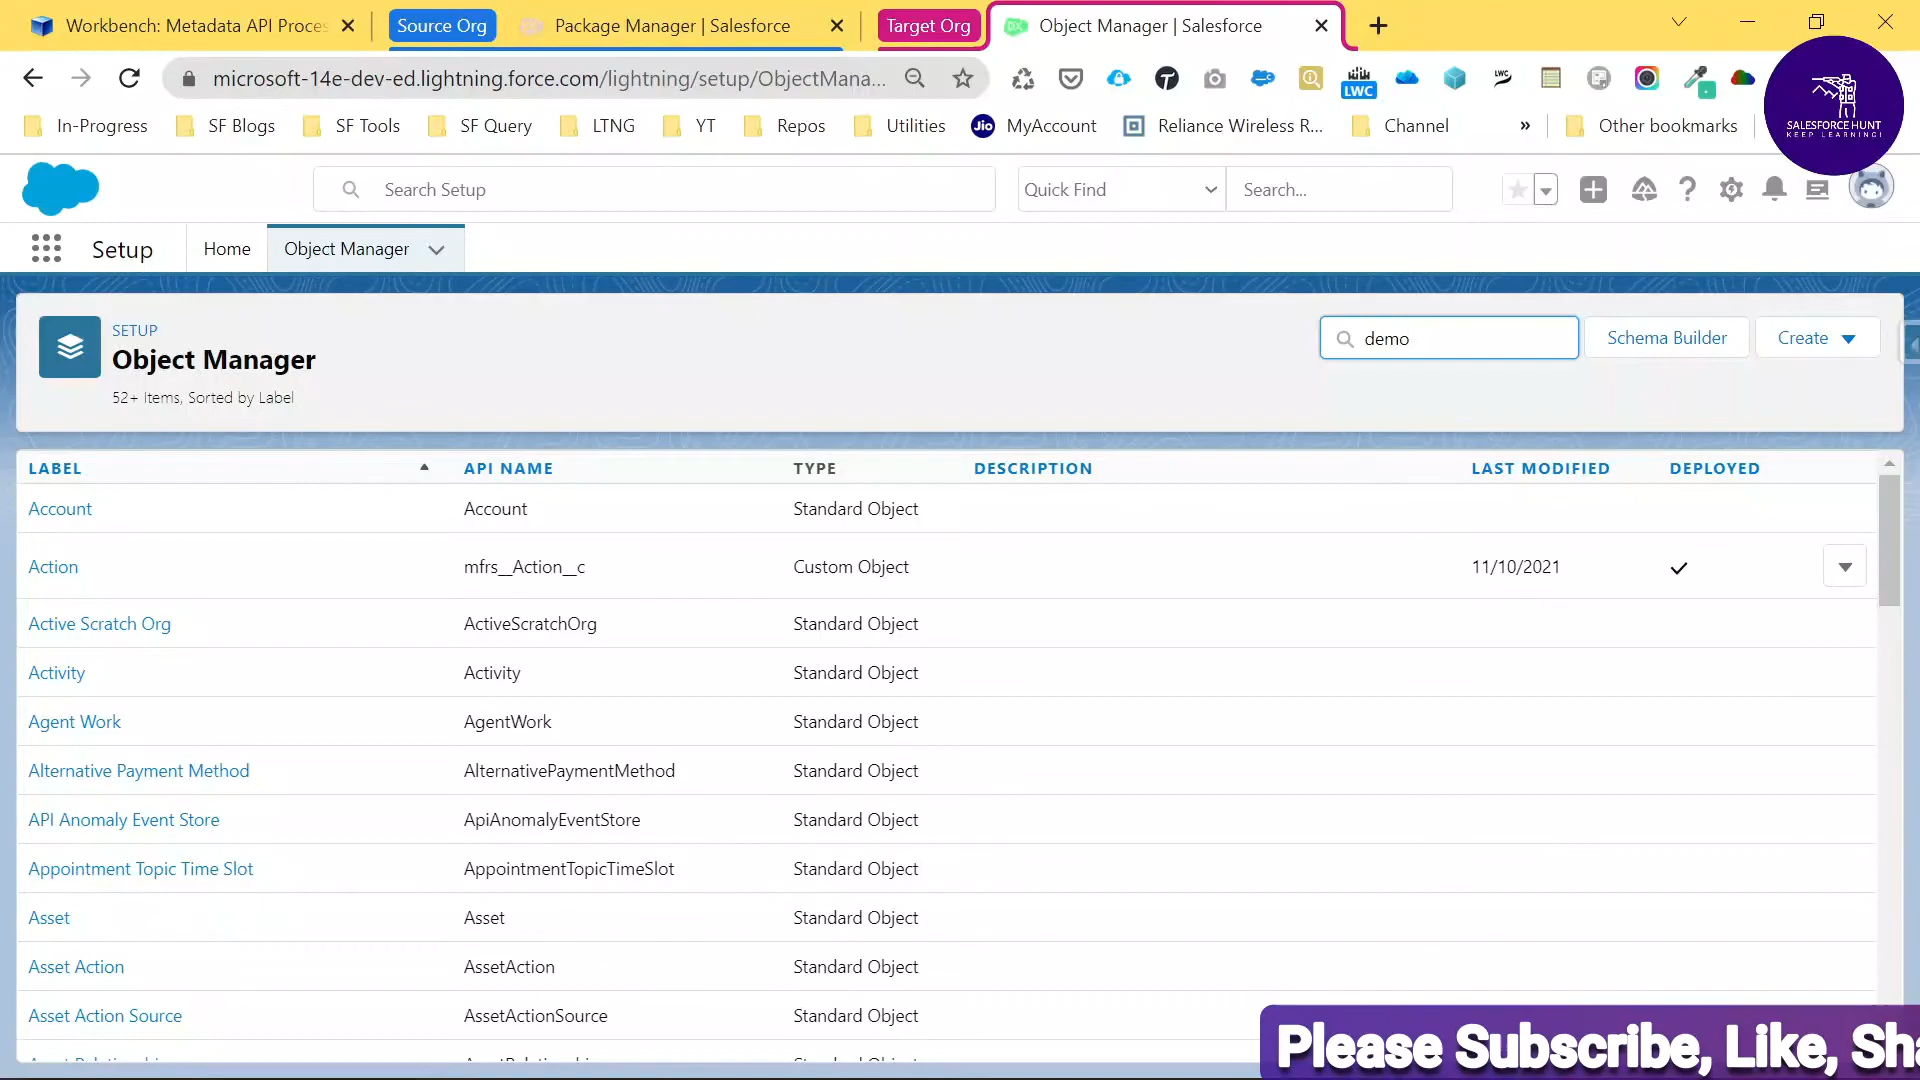 Workbench: Metadata API Proces
Source Org
Package Manager | Salesforce
Target Org
Object Manager | Salesforce
microsoft-14e-dev-ed.lightning.force.com/lightning/setup/ObjectMana...
LWC
LWC
In-Progress
SF Blogs
SF Tools
SF Query
LTNG
YT
Repos
Utilities
Jio
MyAccount
Reliance Wireless R...
Channel
»
Other bookmarks
SALESFORCE HUNT
KEEP LEARNING!
Search Setup
Quick Find
Search...
Setup
Home
Object Manager
SETUP
Object Manager
52+ Items, Sorted by Label
demo
Schema Builder
Create
LABEL API NAME TYPE DESCRIPTION LAST MODIFIED DEPLOYED
Account Account Standard Object
Action mfrs__Action__c Custom Object 11/10/2021
Active Scratch Org ActiveScratchOrg Standard Object
Activity Activity Standard Object
Agent Work AgentWork Standard Object
Alternative Payment Method AlternativePaymentMethod Standard Object
API Anomaly Event Store ApiAnomalyEventStore Standard Object
Appointment Topic Time Slot AppointmentTopicTimeSlot Standard Object
Asset Asset Standard Object
Asset Action AssetAction Standard Object
Asset Action Source AssetActionSource Standard Object
Please Subscribe, Like, Sha